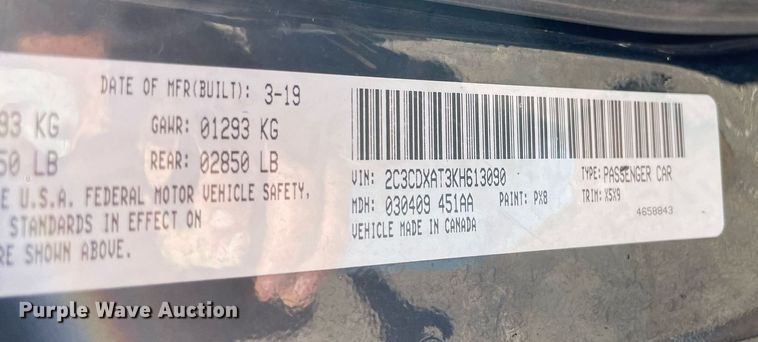 DATE OF MFR(BUILT): 3-19
93 KG GAWR: 01293 KG
50 LB REAR: 02850 LB
E U.S.A. FEDERAL MOTOR VEHICLE SAFETY,
STANDARDS IN EFFECT ON
RE SHOWN ABOVE.
VIN: 2C3CDXAT3KH613090 TYPE: PASSENGER CAR
MDH: 030409 451AA PAINT: PX8 TRIM: X5X9
VEHICLE MADE IN CANADA 4658843
Purple Wave Auction